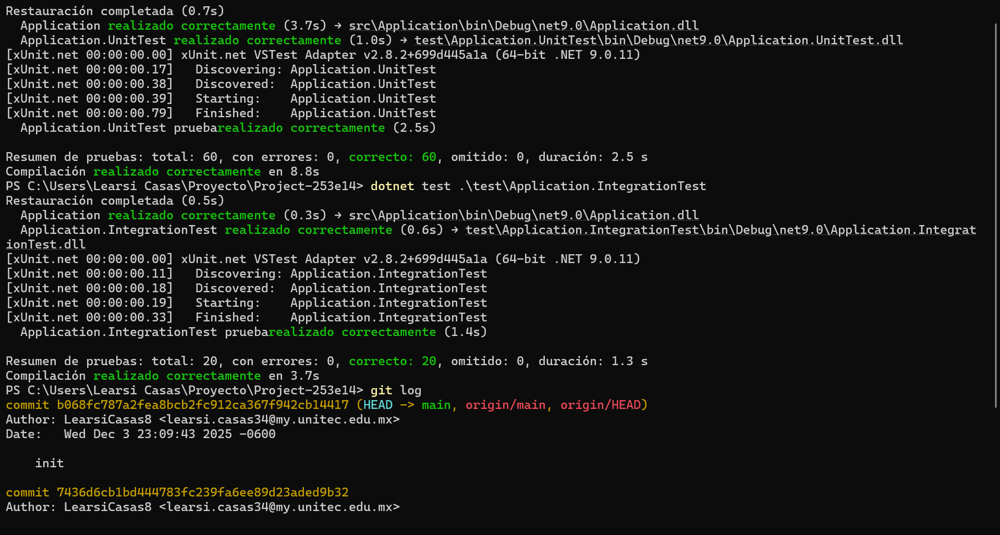 Restauración completada (0.7s)
  Application realizado correctamente (3.7s) → src\Application\bin\Debug\net9.0\Application.dll
  Application.UnitTest realizado correctamente (1.0s) → test\Application.UnitTest\bin\Debug\net9.0\Application.UnitTest.dll
[xUnit.net 00:00:00.00] xUnit.net VSTest Adapter v2.8.2+699d445a1a (64-bit .NET 9.0.11)
[xUnit.net 00:00:00.17]   Discovering: Application.UnitTest
[xUnit.net 00:00:00.38]   Discovered:  Application.UnitTest
[xUnit.net 00:00:00.39]   Starting:    Application.UnitTest
[xUnit.net 00:00:00.79]   Finished:    Application.UnitTest
  Application.UnitTest pruebarealizado correctamente (2.5s)

Resumen de pruebas: total: 60, con errores: 0, correcto: 60, omitido: 0, duración: 2.5 s
Compilación realizado correctamente en 8.8s
PS C:\Users\Learsi Casas\Proyecto\Project-253e14> dotnet test .\test\Application.IntegrationTest
Restauración completada (0.5s)
  Application realizado correctamente (0.3s) → src\Application\bin\Debug\net9.0\Application.dll
  Application.IntegrationTest realizado correctamente (0.6s) → test\Application.IntegrationTest\bin\Debug\net9.0\Application.Integrat
ionTest.dll
[xUnit.net 00:00:00.00] xUnit.net VSTest Adapter v2.8.2+699d445a1a (64-bit .NET 9.0.11)
[xUnit.net 00:00:00.11]   Discovering: Application.IntegrationTest
[xUnit.net 00:00:00.18]   Discovered:  Application.IntegrationTest
[xUnit.net 00:00:00.19]   Starting:    Application.IntegrationTest
[xUnit.net 00:00:00.33]   Finished:    Application.IntegrationTest
  Application.IntegrationTest pruebarealizado correctamente (1.4s)

Resumen de pruebas: total: 20, con errores: 0, correcto: 20, omitido: 0, duración: 1.3 s
Compilación realizado correctamente en 3.7s
PS C:\Users\Learsi Casas\Proyecto\Project-253e14> git log
commit b068fc787a2fea8bcb2fc912ca367f942cb14417 (HEAD -> main, origin/main, origin/HEAD)
Author: LearsiCasas8 <learsi.casas34@my.unitec.edu.mx>
Date:   Wed Dec 3 23:09:43 2025 -0600

    init

commit 7436d6cb1bd444783fc239fa6ee89d23aded9b32
Author: LearsiCasas8 <learsi.casas34@my.unitec.edu.mx>